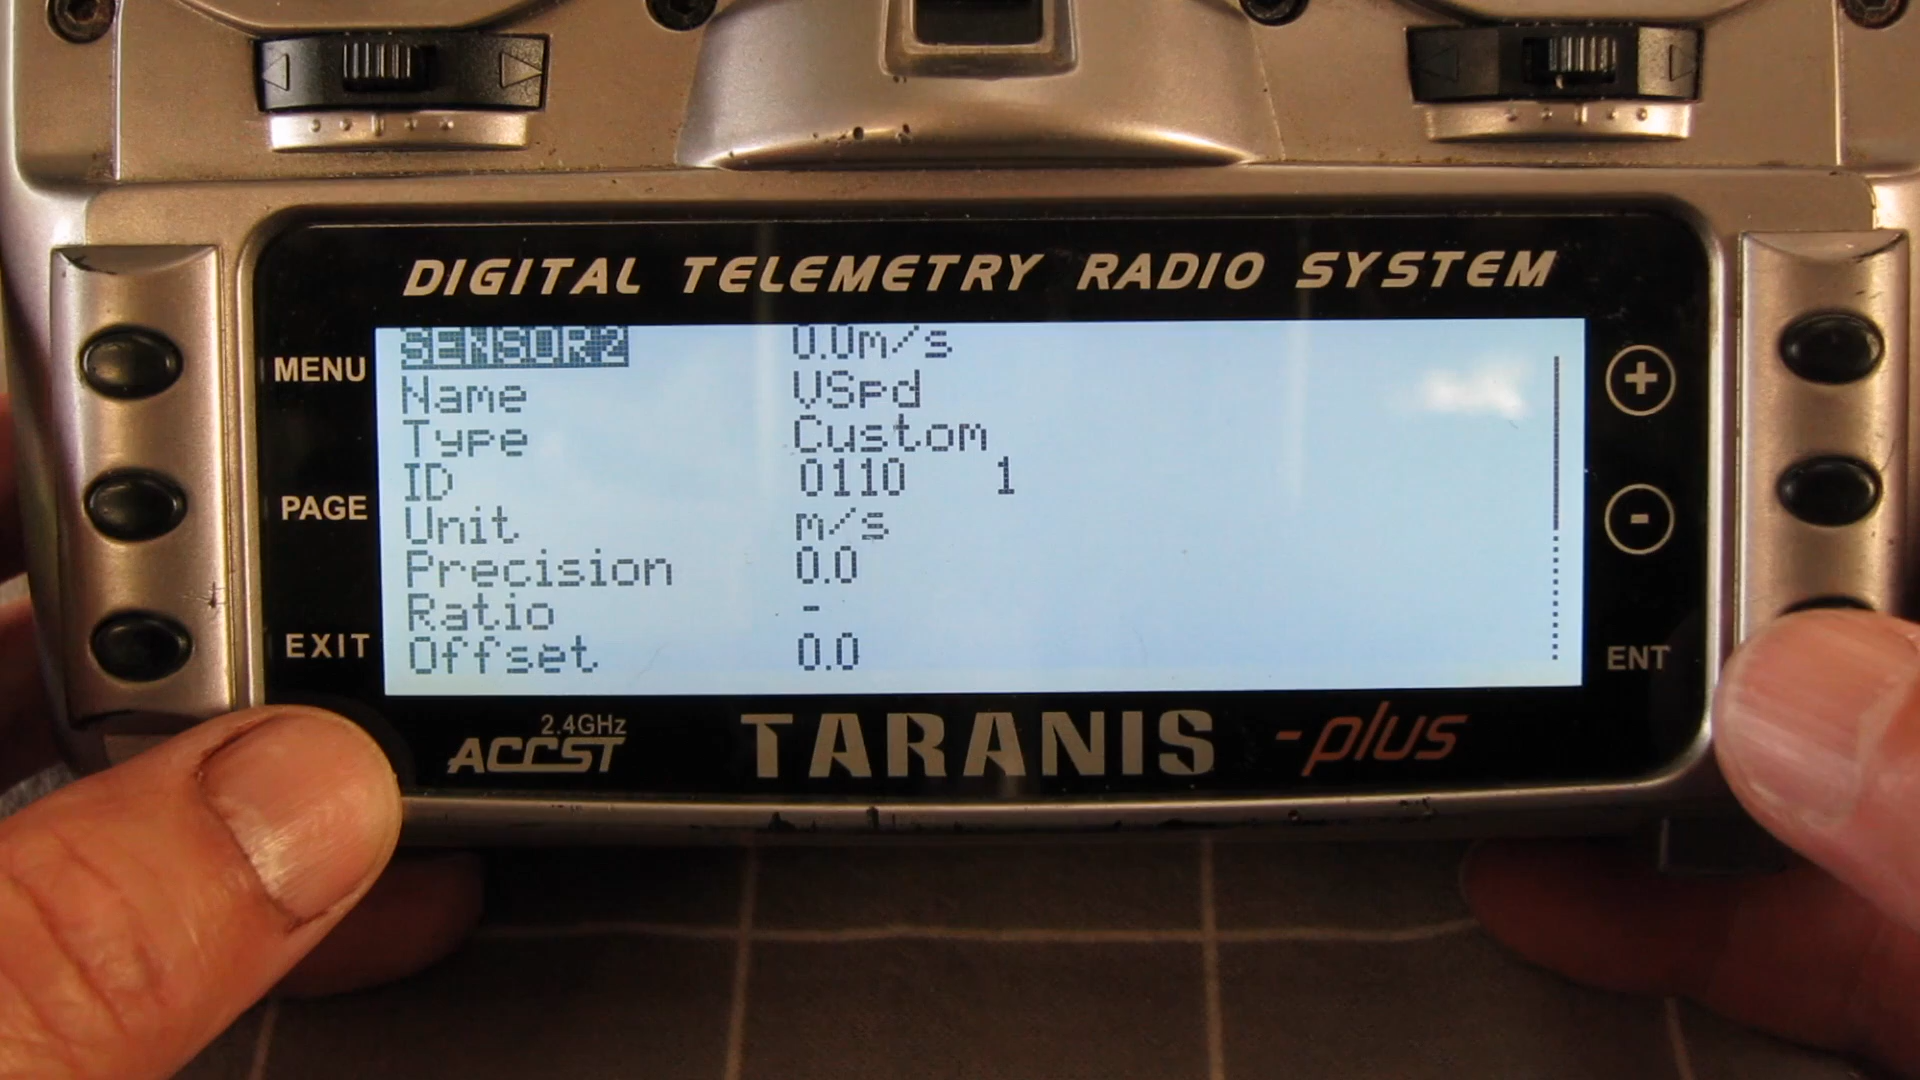 DIGITAL TELEMETRY RADIO SYSTEM
SENSOR2 0.0m/s
MENU
Name VSpd
+
Type Custom
ID 0110 1
PAGE
Unit m/s
-
Precision 0.0
Ratio -
EXIT
Offset 0.0
ENT
2.4GHz
ACCST
TARANIS -plus